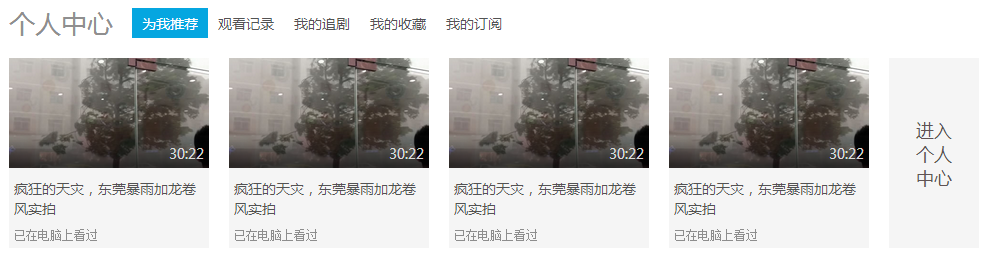 个人中心 为我推荐 观看记录 我的追剧 我的收藏 我的订阅
30:22 30:22 30:22 30:22
疯狂的天灾，东莞暴雨加龙卷
风实拍
已在电脑上看过
疯狂的天灾，东莞暴雨加龙卷
风实拍
已在电脑上看过
疯狂的天灾，东莞暴雨加龙卷
风实拍
已在电脑上看过
疯狂的天灾，东莞暴雨加龙卷
风实拍
已在电脑上看过
进入
个人
中心